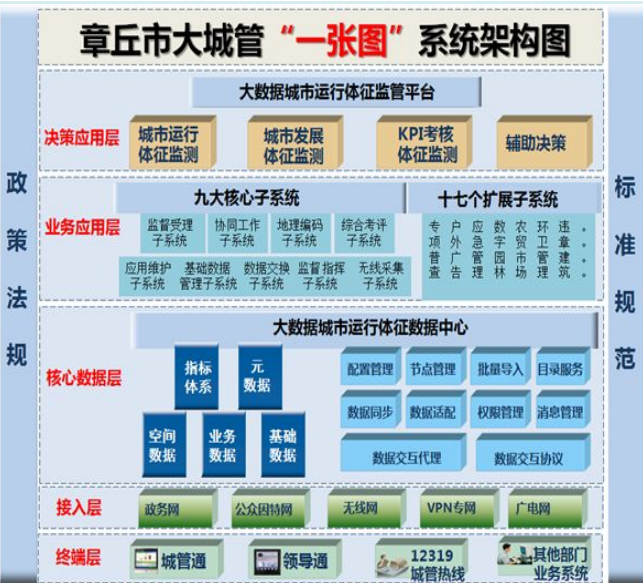 章丘市大城管“一张图”系统架构图
政策法规
标准规范
大数据城市运行体征监管平台
决策应用层
城市运行
体征监测
城市发展
体征监测
KPI考核
体征监测
辅助决策
业务应用层
九大核心子系统
监督受理
子系统
协同工作
子系统
地理编码
子系统
综合考评
子系统
应用维护
子系统
基础数据
管理子系统
数据交换
子系统
监督指挥
子系统
无线采集
子系统
十七个扩展子系统
专项普查
户外广告
应急管理
数字园林
农贸市场
环卫管理
违章建筑
。。。
大数据城市运行体征数据中心
核心数据层
指标
体系
元
数据
空间
数据
业务
数据
基础
数据
配置管理
节点管理
批量导入
目录服务
数据同步
数据适配
权限管理
消息管理
数据交互代理
数据交互协议
接入层
政务网
公众因特网
无线网
VPN专网
广电网
终端层
城管通
领导通
12319
城管热线
其他部门
业务系统